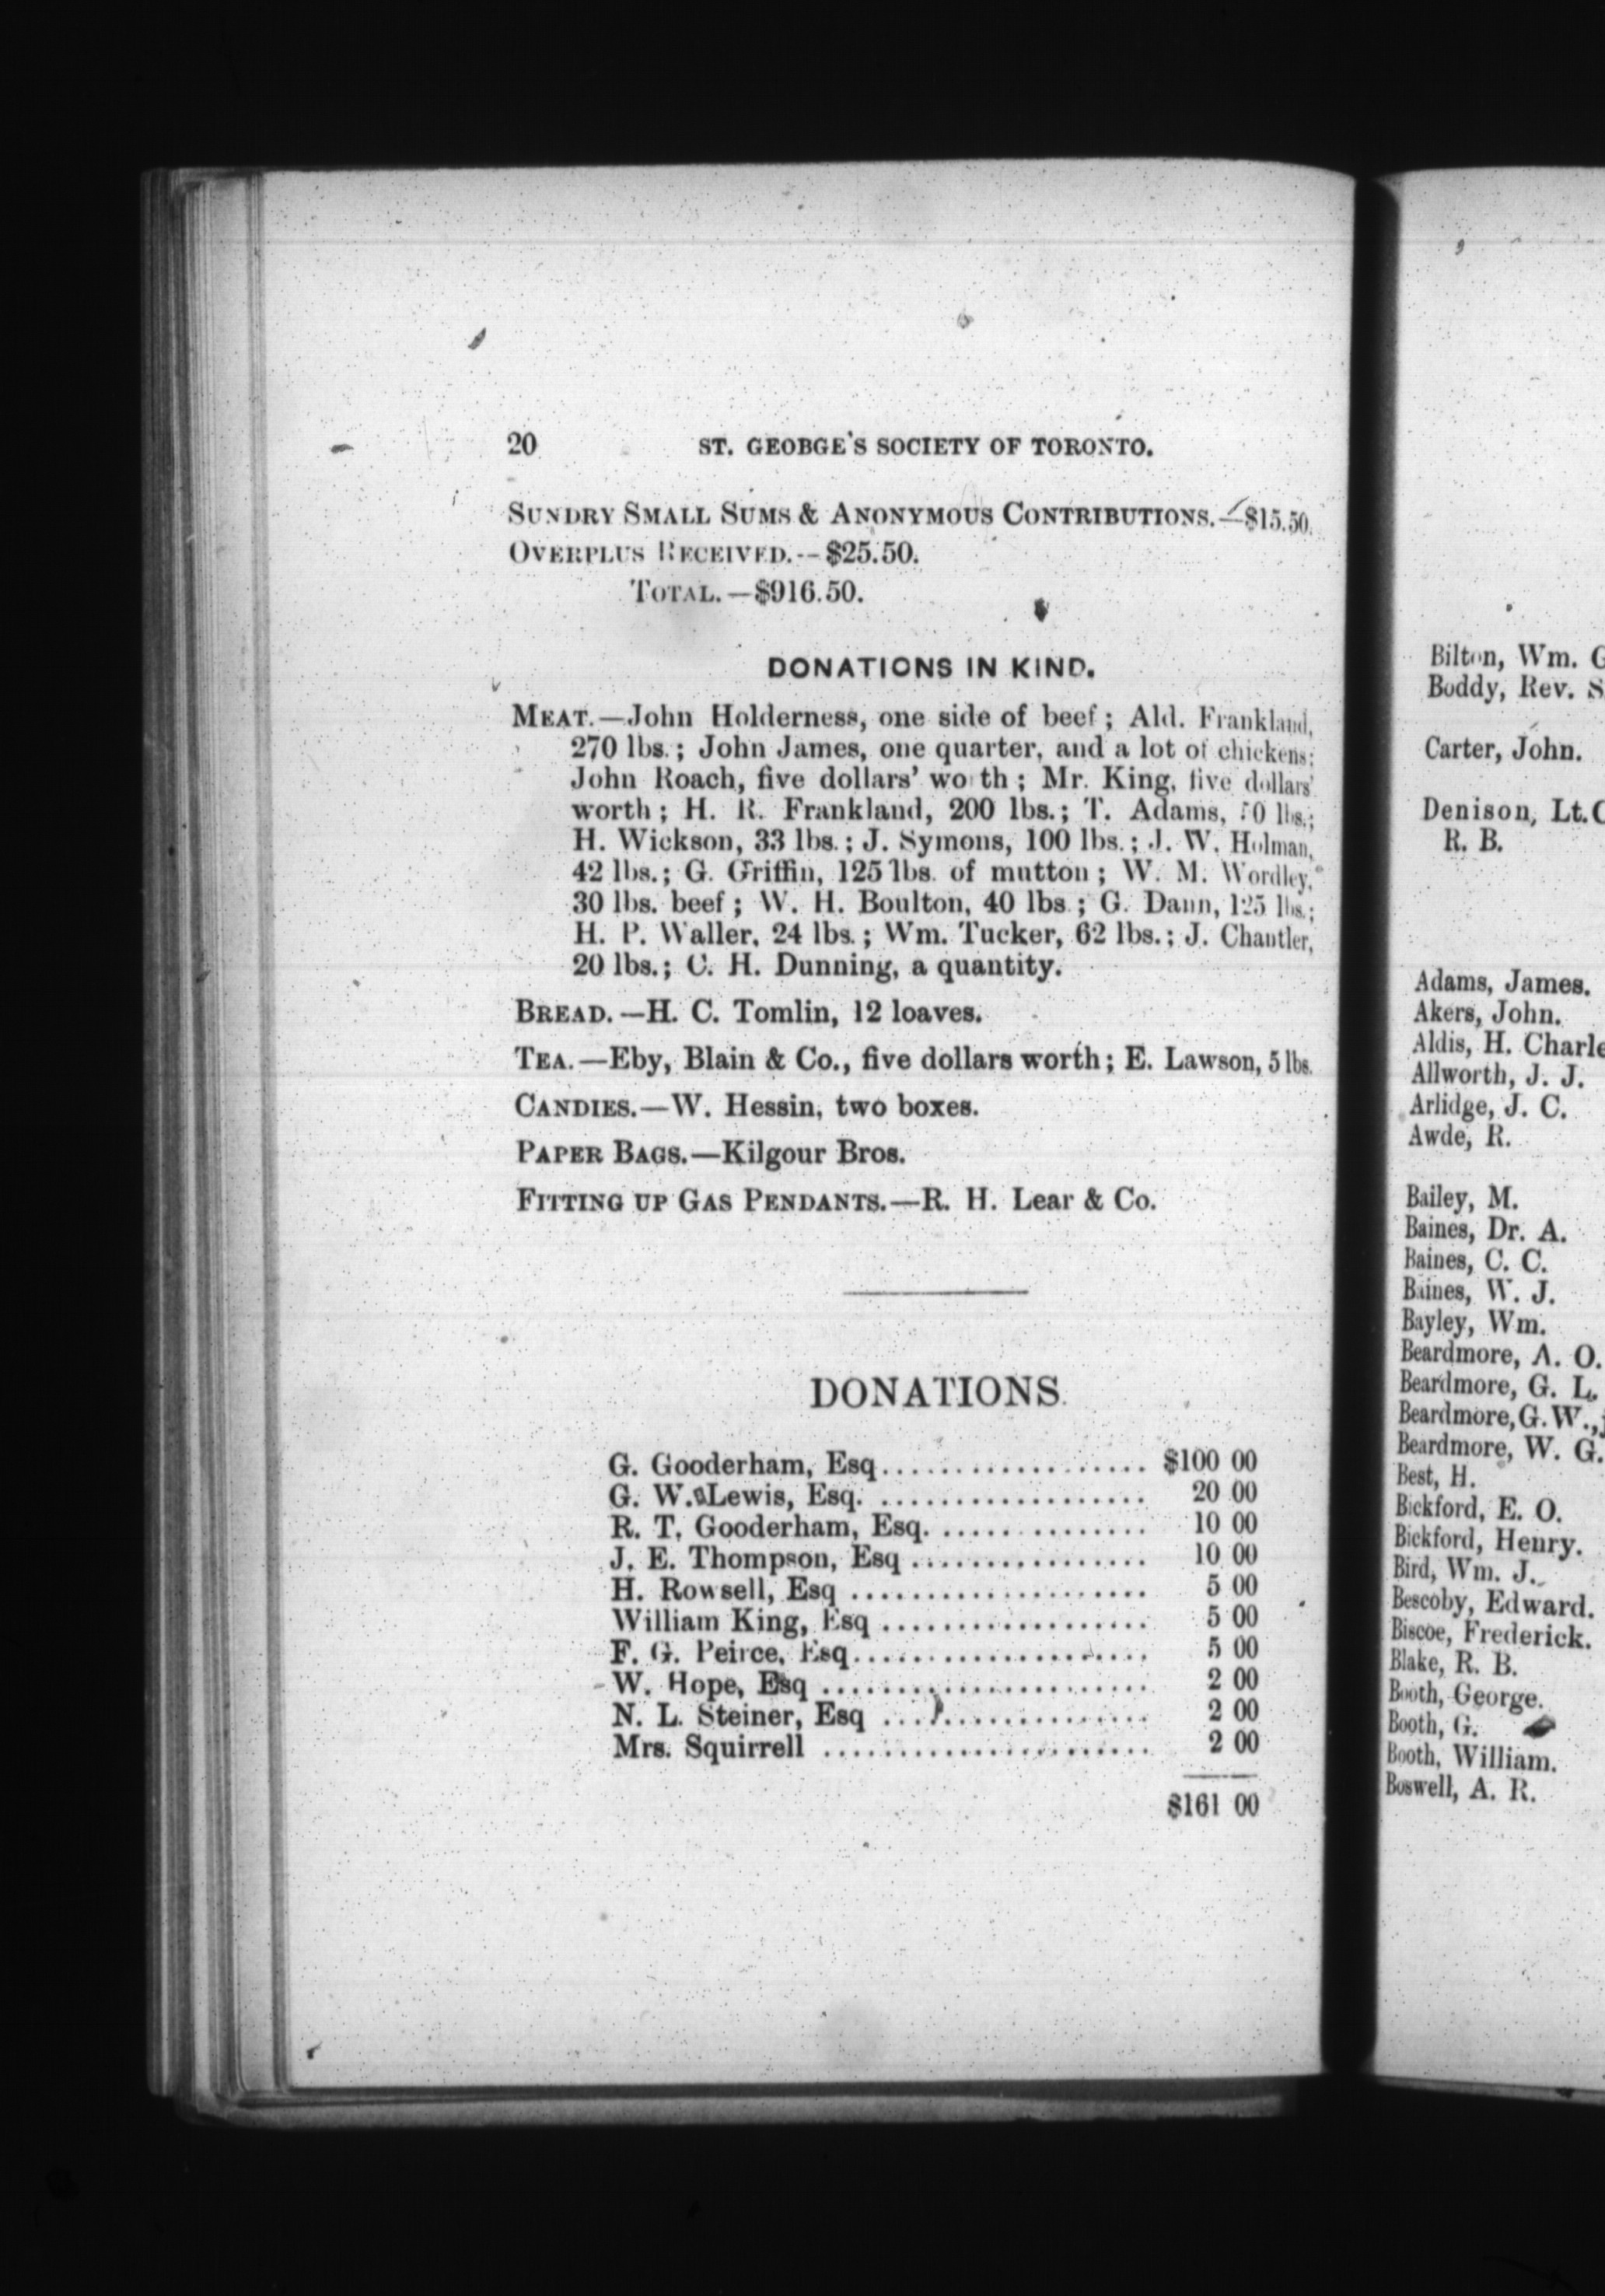 20 ST. GEOBGE'S SOCIETY OF TORONTO.
SUNDRY SMALL SUMS & ANONYMOUS CONTRIBUTIONS.—$15.50.
OVERPLUS RECEIVED.--$25.50.
TOTAL.—$916.50.
DONATIONS IN KIND.
MEAT.—John Holderness, one side of beef; Ald. Frankland,
270 lbs.; John James, one quarter, and a lot of chickens;
John Roach, five dollars' wo th; Mr. King, five dollars'
worth; H. R. Frankland, 200 lbs.; T. Adams, lbs.;
H. Wickson, 33 lbs.; J. Symons, 100 lbs.; J. W. Holman,
42 lbs.; G. Griffin, 125 lbs. of mutton; W. M. Wordley,
30 lbs. beef; W. H. Boulton, 40 lbs.; G. Dann, 125 lbs.;
H. P. Waller, 24 lbs.; Wm. Tucker, 62 lbs.; J. Chantler,
20 lbs.; C. H. Dunning, a quantity.
BREAD.—H. C. Tomlin, 12 loaves.
TEA.—Eby, Blain & Co., five dollars worth; E. Lawson, 5 lbs.
CANDIES.—W. Hessin, two boxes.
PAPER BAGS.—Kilgour Bros.
FITTING UP GAS PENDANTS.—R. H. Lear & Co.
DONATIONS.
G. Gooderham, Esq.................... $100 00
G. W. Lewis, Esq. ................... 20 00
R. T. Gooderham, Esq. ............... 10 00
J. E. Thompson, Esq ................. 10 00
H. Rowsell, Esq ..................... 5 00
William King, Esq ................... 5 00
F. G. Peirce, Esq.................... 5 00
W. Hope, Esq ........................ 2 00
N. L. Steiner, Esq .................. 2 00
Mrs. Squirrell ...................... 2 00
$161 00
Bilton, Wm. G
Boddy, Rev. S
Carter, John.
Denison, Lt.C
R. B.
Adams, James.
Akers, John.
Aldis, H. Charle
Allworth, J. J.
Arlidge, J. C.
Awde, R.
Bailey, M.
Baines, Dr. A.
Baines, C. C.
Baines, W. J.
Bayley, Wm.
Beardmore, A. O.
Beardmore, G. L.
Beardmore, G. W., j
Beardmore, W. G.
Best, H.
Bickford, E. O.
Bickford, Henry.
Bird, Wm. J.
Bescoby, Edward.
Biscoe, Frederick.
Blake, R. B.
Booth, George.
Booth, G.
Booth, William.
Boswell, A. R.